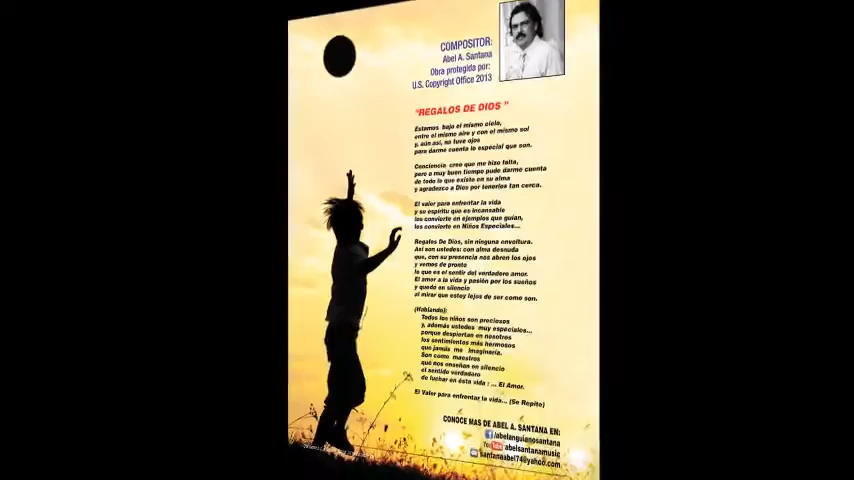 COMPOSITOR:
Abel A. Santana
Obra protegida por:
U.S. Copyright Office 2013
"REGALOS DE DIOS "
Estamos bajo el mismo cielo,
entre el mismo aire y con el mismo sol
y, aún así, no tuve ojos
para darme cuenta lo especial que son.
Conciencia creo que me hizo falta,
pero a muy buen tiempo pude darme cuenta
de todo lo que existe en su alma
y agradezco a Dios por tenerlos tan cerca.
El valor para enfrentar la vida
y su espíritu que es incansable
los convierte en ejemplos que guían,
los convierte en Niños Especiales...
Regalos De Dios, sin ninguna envoltura.
Así son ustedes: con alma desnuda
que, con su presencia nos abren los ojos
y vemos de pronto
lo que es el sentir del verdadero amor.
El amor a la vida y pasión por los sueños
y quedo en silencio
al mirar que estoy lejos de ser como son.
(Hablando):
Todos los niños son preciosos
y, además ustedes muy especiales...
porque despiertan en nosotros
los sentimientos más hermosos
que jamás me imaginaría.
Son como maestros
que nos enseñan en silencio
el sentido verdadero
de luchar en ésta vida : ... El Amor.
El Valor para enfrentar la vida... (Se Repite)
CONOCE MAS DE ABEL A. SANTANA EN:
f /abelanguianosantana
You Tube abelsantanamusic
santanaabel74@yahoo.com